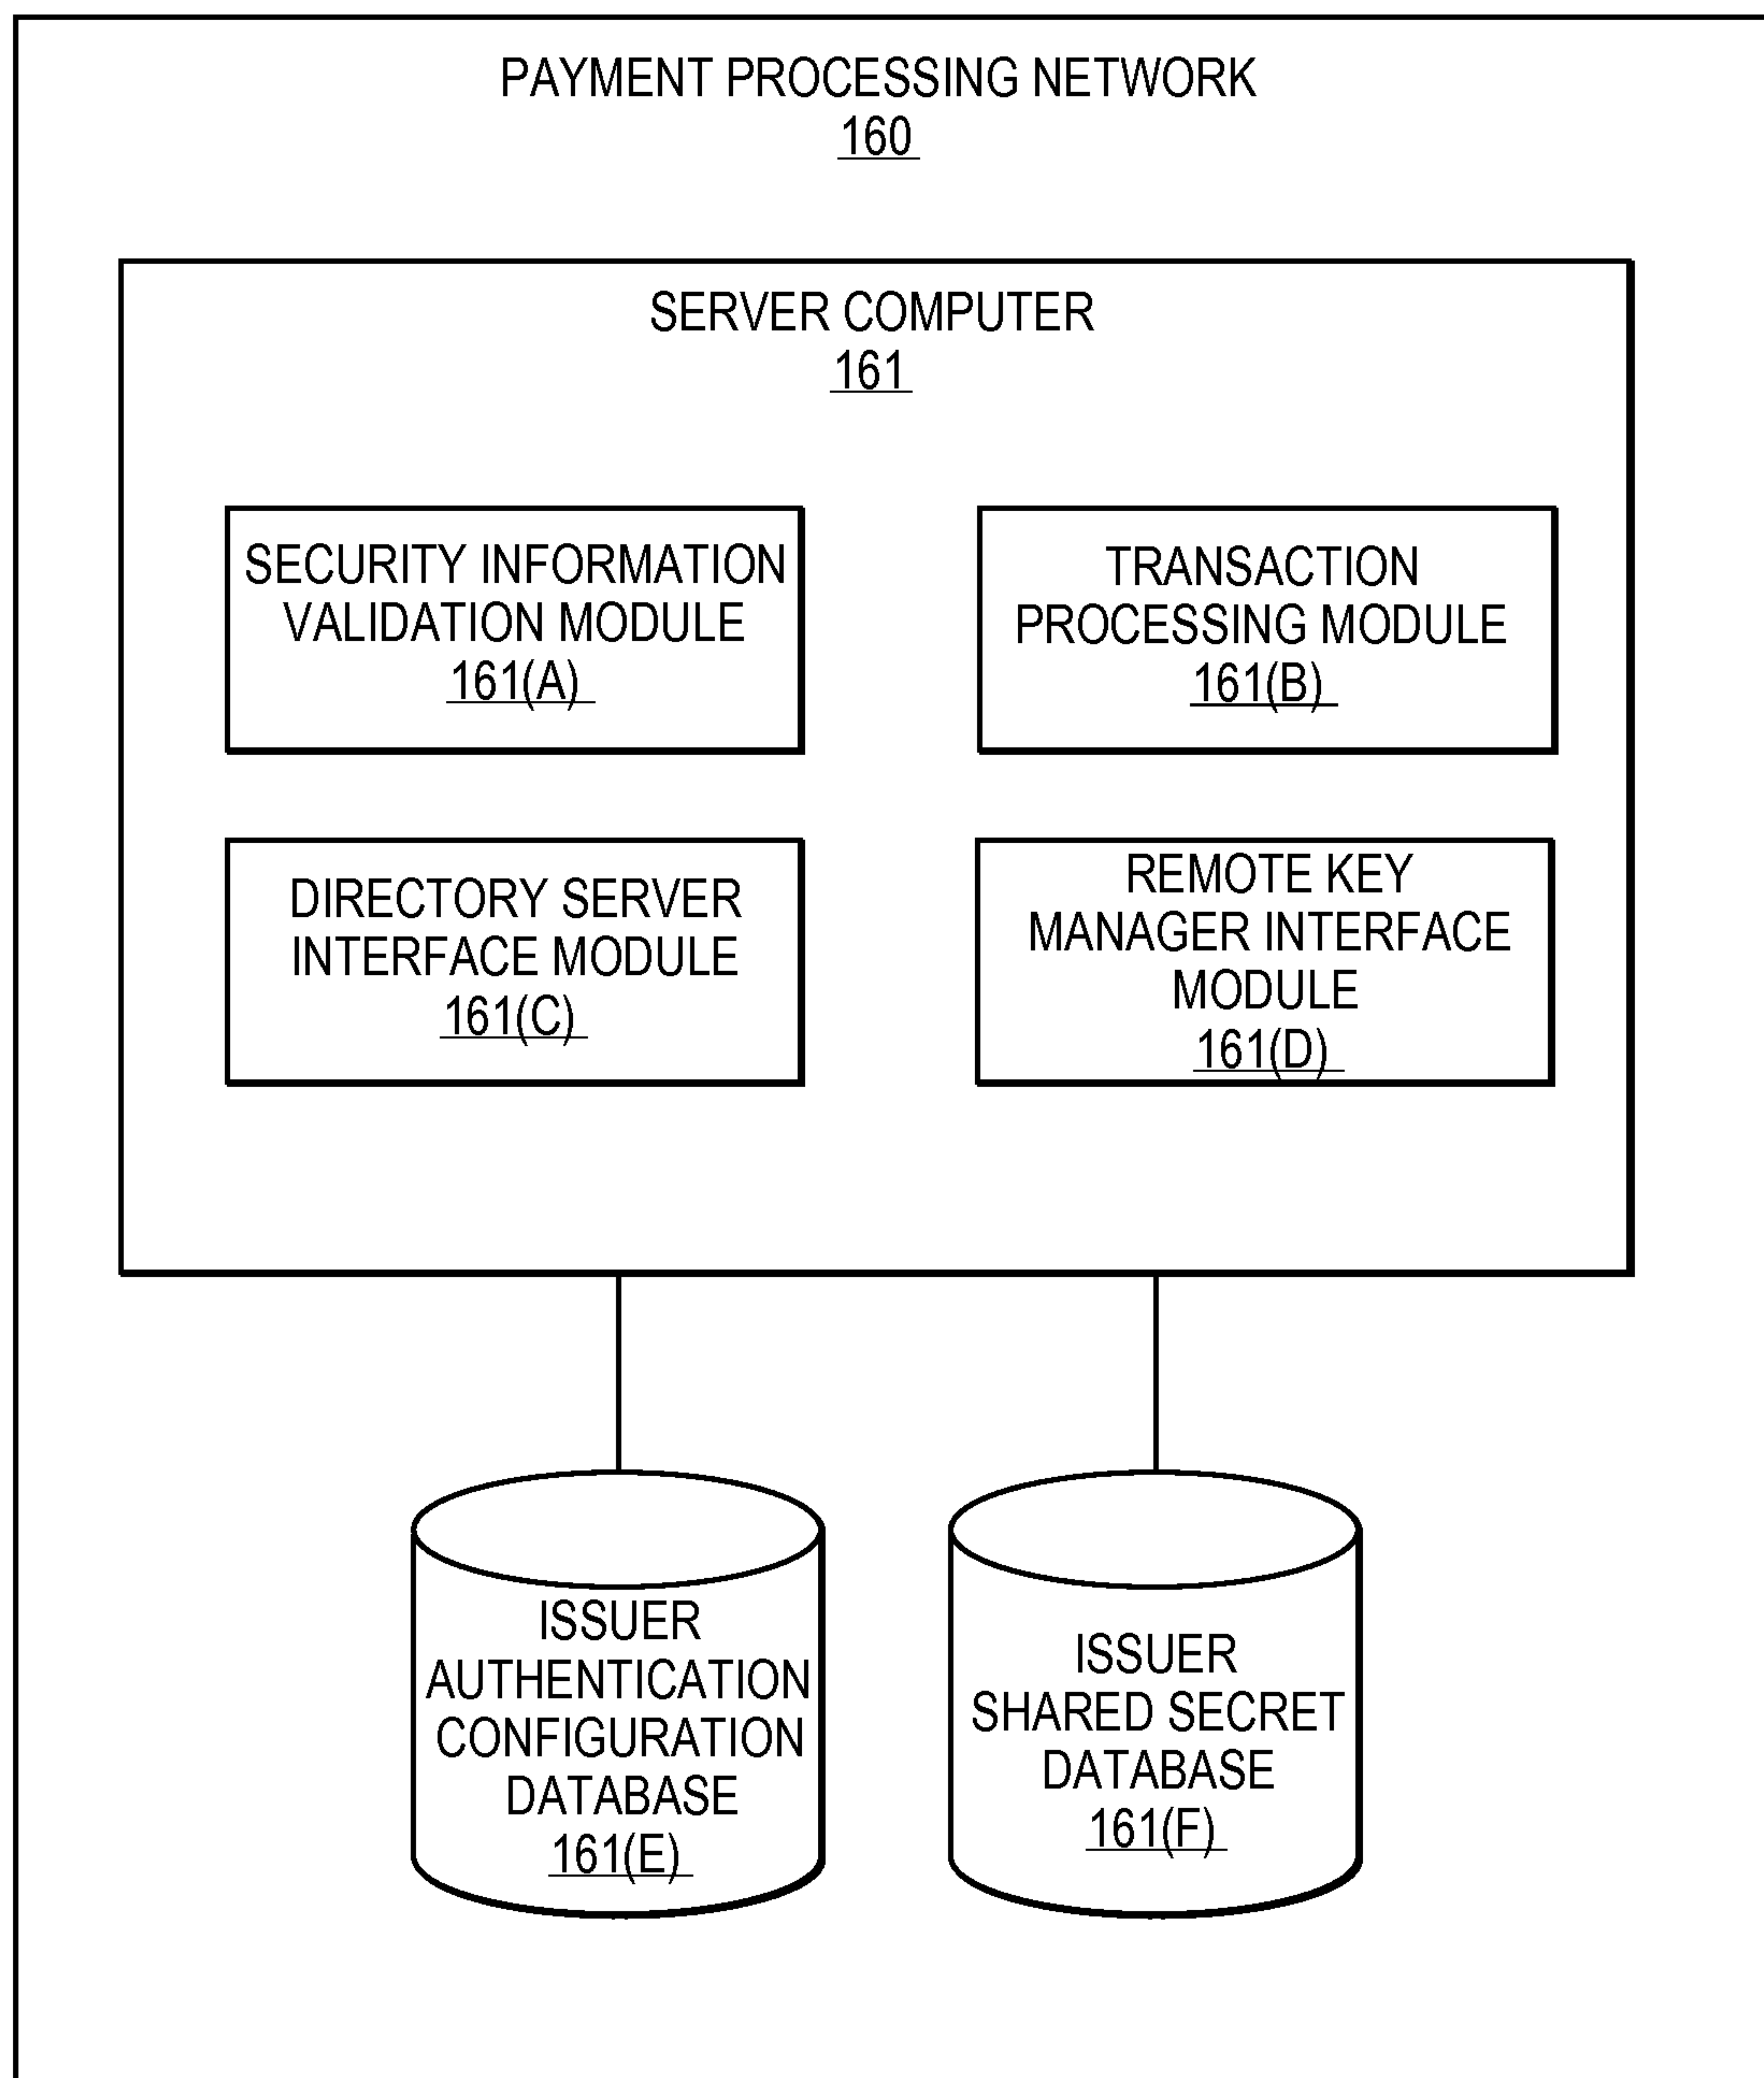 PAYMENT PROCESSING NETWORK
160
SERVER COMPUTER
161
SECURITY INFORMATION
VALIDATION MODULE
161(A)
TRANSACTION
PROCESSING MODULE
161(B)
DIRECTORY SERVER
INTERFACE MODULE
161(C)
REMOTE KEY
MANAGER INTERFACE
MODULE
161(D)
ISSUER
AUTHENTICATION
CONFIGURATION
DATABASE
161(E)
ISSUER
SHARED SECRET
DATABASE
161(F)